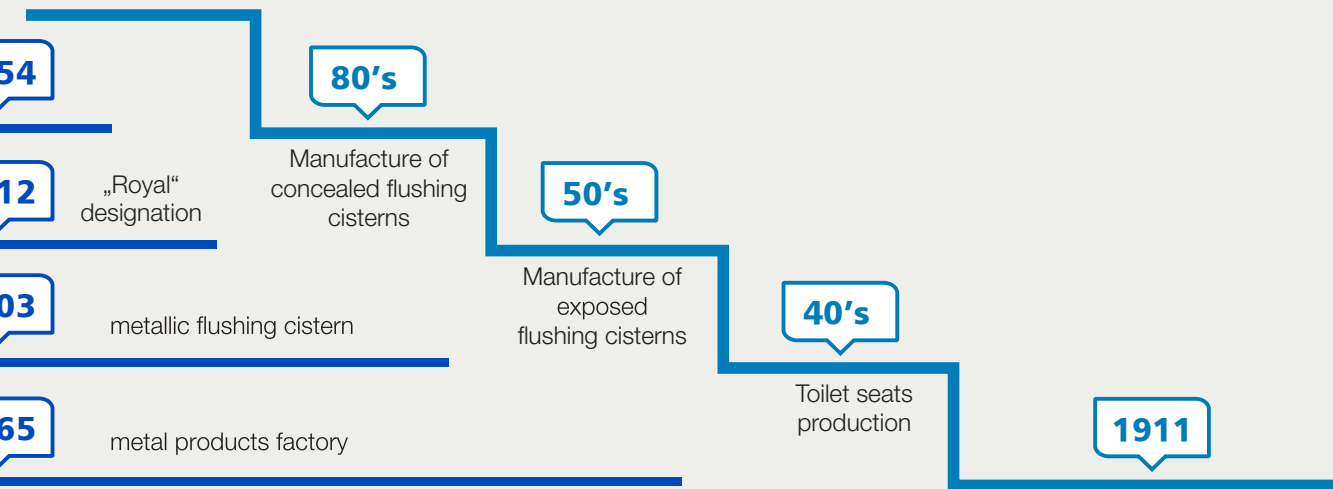 54
80’s
Manufacture of
concealed flushing
cisterns
12
„Royal“
designation
50’s
Manufacture of
exposed
flushing cisterns
03
metallic flushing cistern
40’s
Toilet seats
production
65
metal products factory
1911